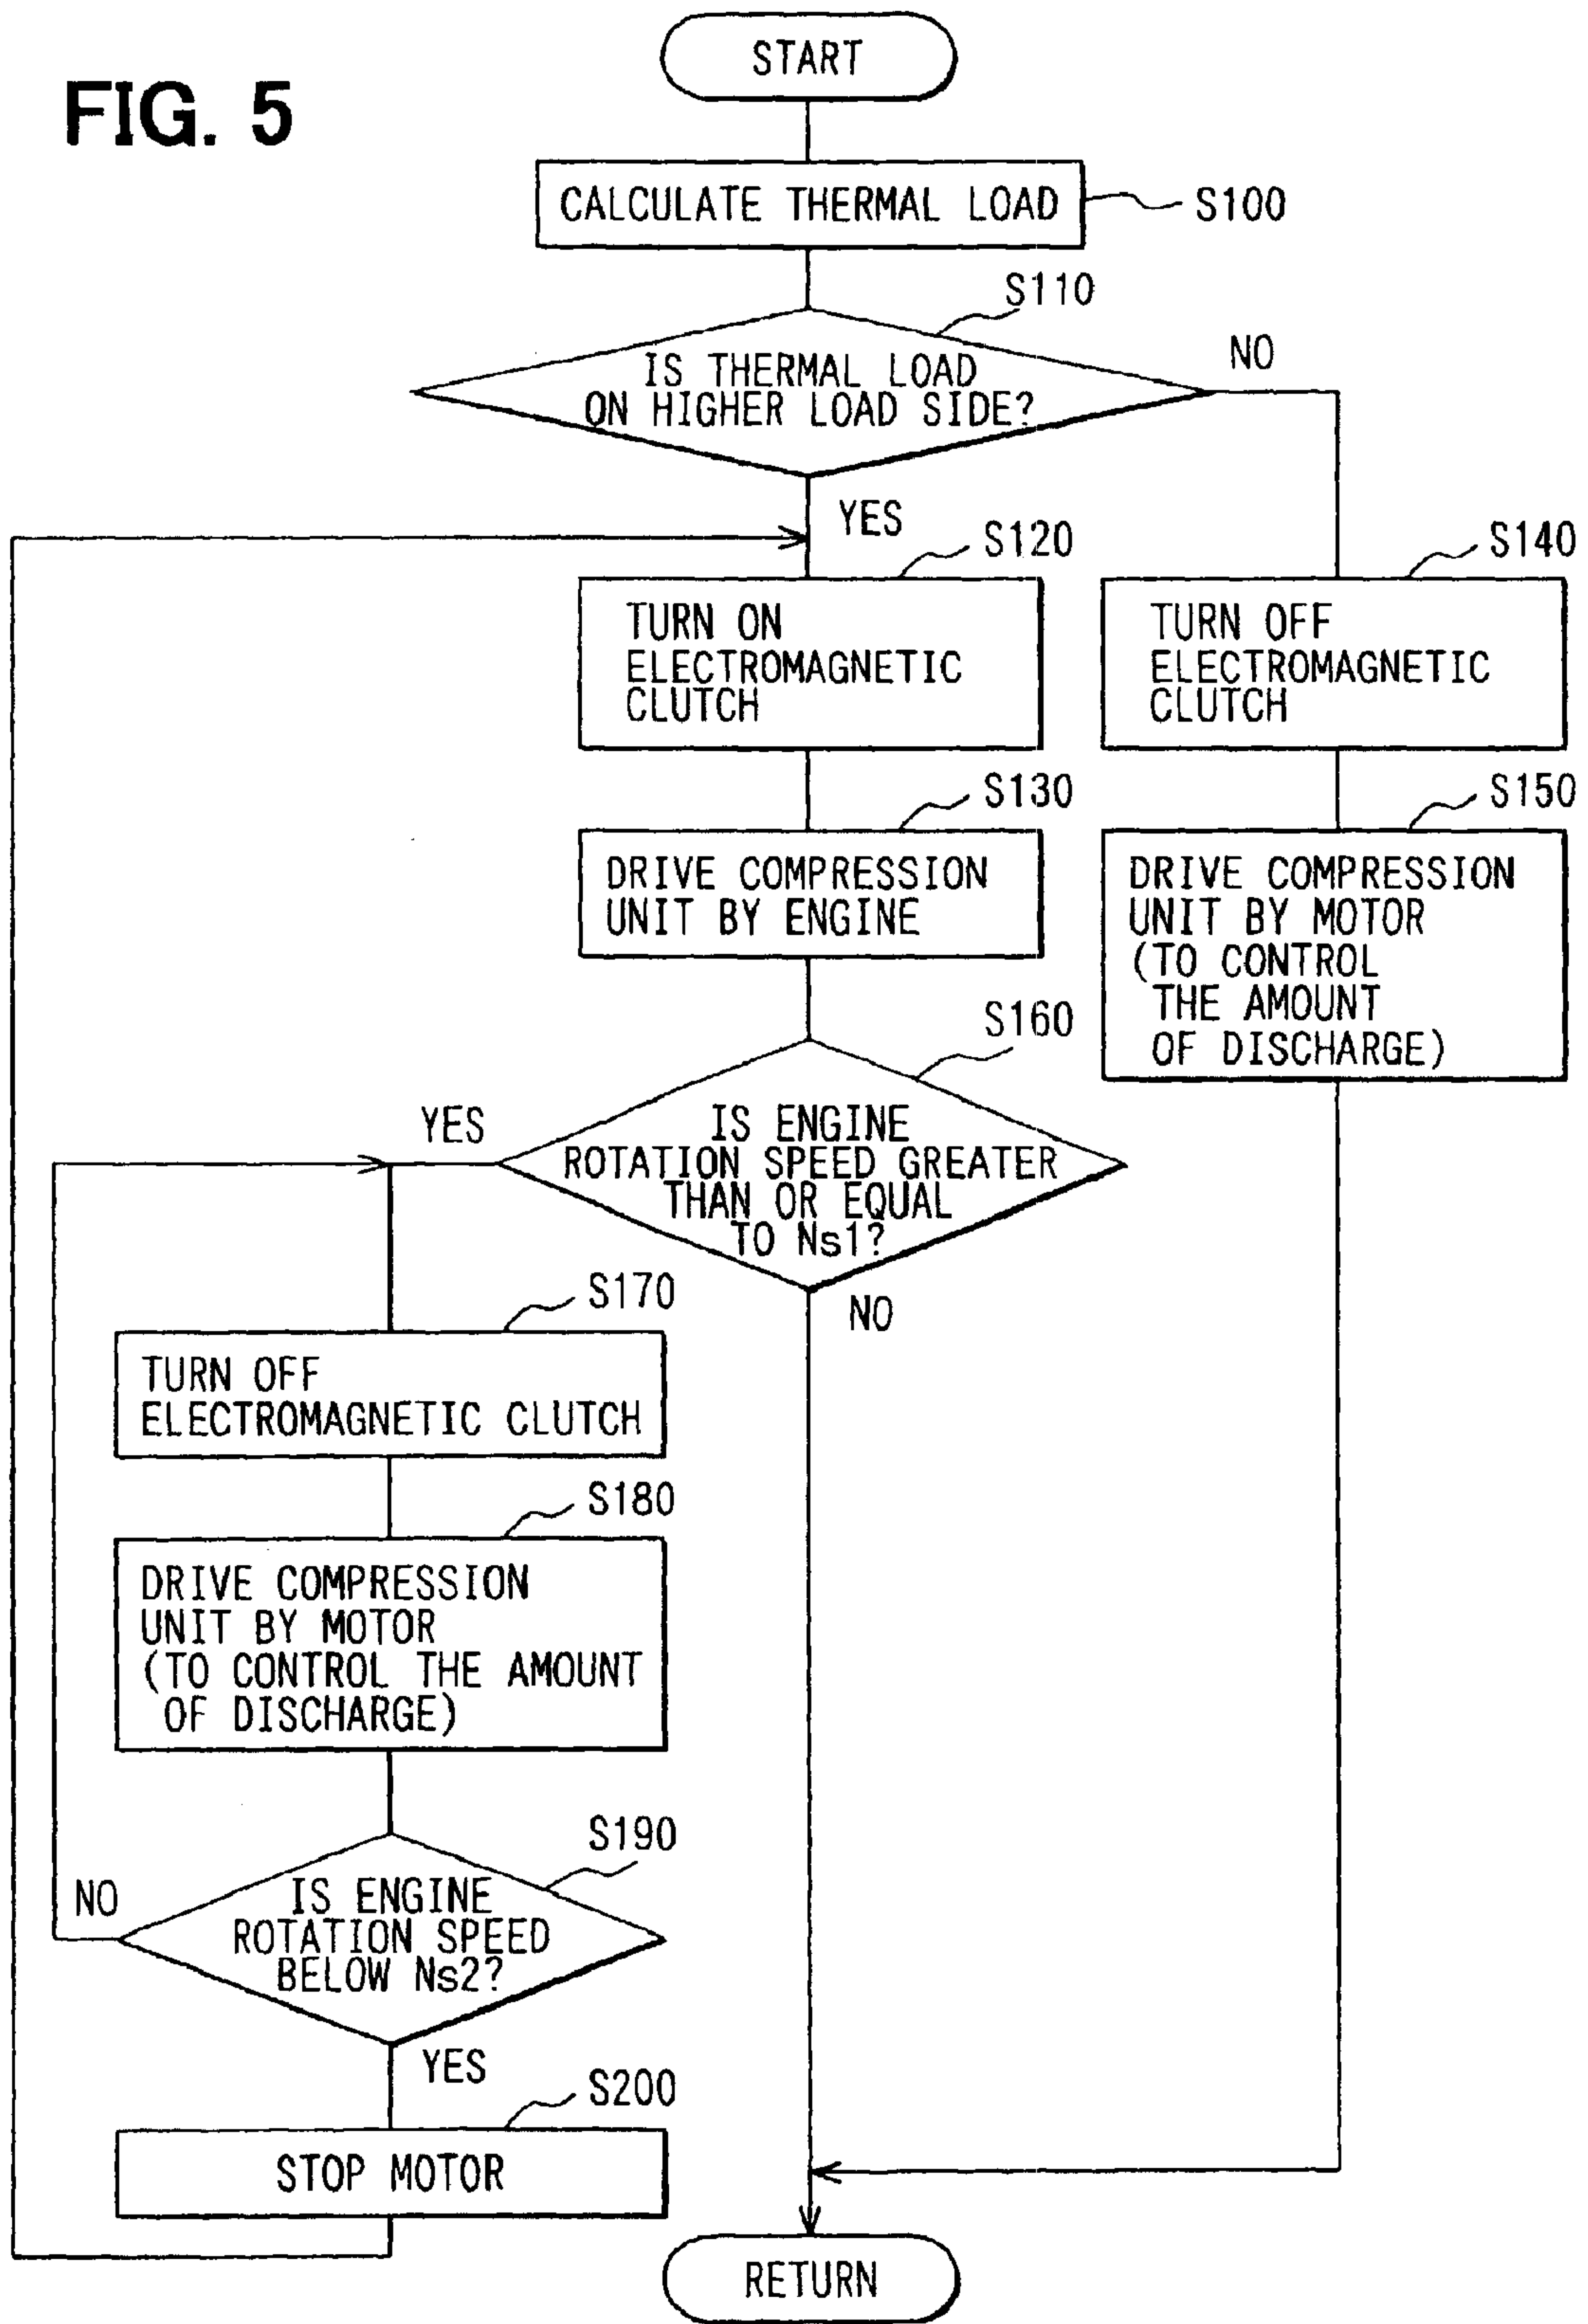 FIG. 5
START
CALCULATE THERMAL LOAD
S100
S110
IS THERMAL LOAD
ON HIGHER LOAD SIDE?
NO
YES
S120
TURN ON
ELECTROMAGNETIC
CLUTCH
S140
TURN OFF
ELECTROMAGNETIC
CLUTCH
S130
DRIVE COMPRESSION
UNIT BY ENGINE
S150
DRIVE COMPRESSION
UNIT BY MOTOR
(TO CONTROL
THE AMOUNT
OF DISCHARGE)
S160
IS ENGINE
ROTATION SPEED GREATER
THAN OR EQUAL
TO Ns1?
YES
NO
S170
TURN OFF
ELECTROMAGNETIC CLUTCH
S180
DRIVE COMPRESSION
UNIT BY MOTOR
(TO CONTROL THE AMOUNT
OF DISCHARGE)
S190
IS ENGINE
ROTATION SPEED
BELOW Ns2?
NO
YES
S200
STOP MOTOR
RETURN